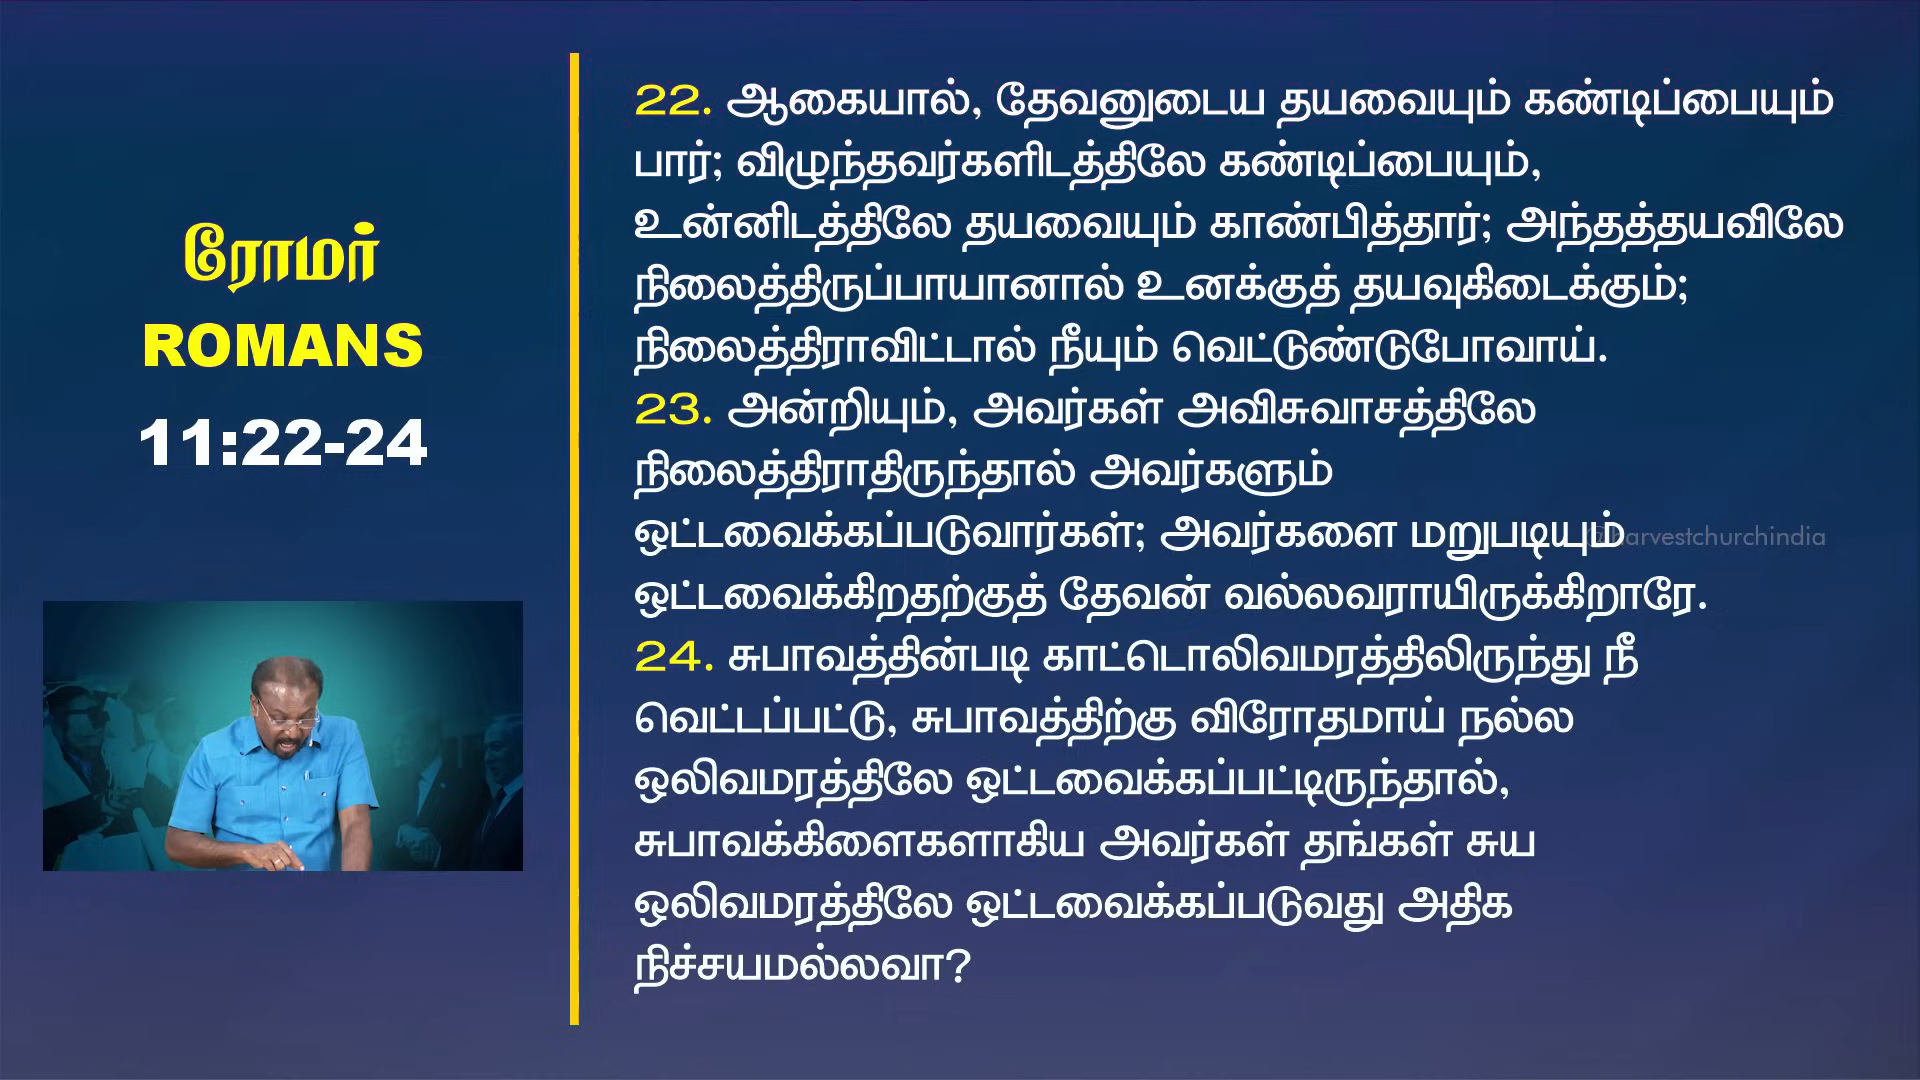 ரோமர்
ROMANS
11:22-24
22. ஆகையால், தேவனுடைய தயவையும் கண்டிப்பையும்
பார்; விழுந்தவர்களிடத்திலே கண்டிப்பையும்,
உன்னிடத்திலே தயவையும் காண்பித்தார்; அந்தத்தயவிலே
நிலைத்திருப்பாயானால் உனக்குத் தயவுகிடைக்கும்;
நிலைத்திராவிட்டால் நீயும் வெட்டுண்டுபோவாய்.
23. அன்றியும், அவர்கள் அவிசுவாசத்திலே
நிலைத்திராதிருந்தால் அவர்களும்
ஒட்டவைக்கப்படுவார்கள்; அவர்களை மறுபடியும்
@harvestchurchindia
ஒட்டவைக்கிறதற்குத் தேவன் வல்லவராயிருக்கிறாரே.
24. சுபாவத்தின்படி காட்டொலிவமரத்திலிருந்து நீ
வெட்டப்பட்டு, சுபாவத்திற்கு விரோதமாய் நல்ல
ஒலிவமரத்திலே ஒட்டவைக்கப்பட்டிருந்தால்,
சுபாவக்கிளைகளாகிய அவர்கள் தங்கள் சுய
ஒலிவமரத்திலே ஒட்டவைக்கப்படுவது அதிக
நிச்சயமல்லவா?